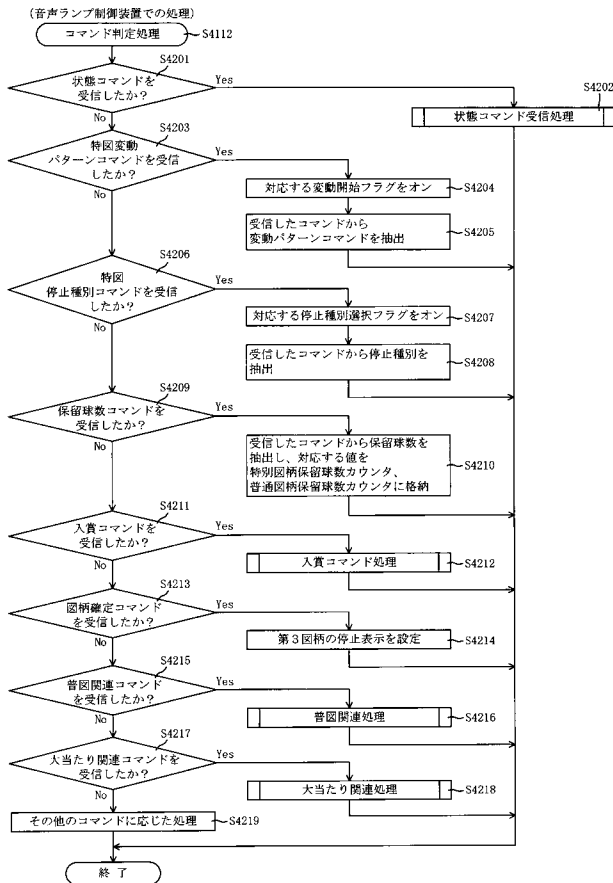 (音声ランプ制御装置での処理)
コマンド判定処理
S4112
S4201
状態コマンドを
受信したか?
Yes
No
S4202
状態コマンド受信処理
S4203
特図変動
パターンコマンドを受信
したか?
Yes
No
対応する変動開始フラグをオン
S4204
受信したコマンドから
変動パターンコマンドを抽出
S4205
S4206
特図
停止種別コマンドを受信
したか?
Yes
No
対応する停止種別選択フラグをオン
S4207
受信したコマンドから停止種別を
抽出
S4208
S4209
保留球数コマンドを
受信したか?
Yes
No
受信したコマンドから保留球数を
抽出し、対応する値を
特別図柄保留球数カウンタ、
普通図柄保留球数カウンタに格納
S4210
S4211
入賞コマンドを
受信したか?
Yes
No
入賞コマンド処理
S4212
S4213
図柄確定コマンド
を受信したか?
Yes
No
第3図柄の停止表示を設定
S4214
S4215
普図関連コマンド
を受信したか?
Yes
No
普図関連処理
S4216
S4217
大当たり関連コマンドを
受信したか?
Yes
No
大当たり関連処理
S4218
その他のコマンドに応じた処理
S4219
終了